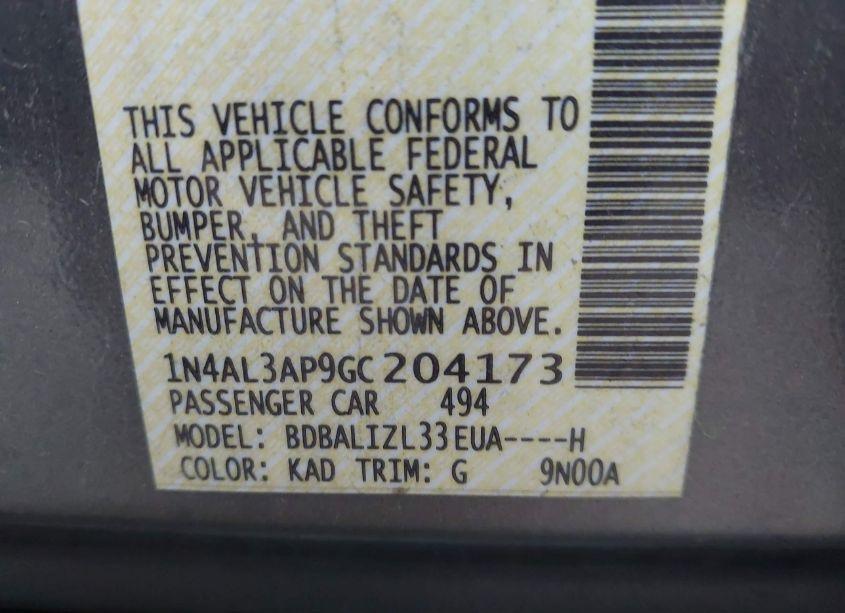 THIS VEHICLE CONFORMS TO
ALL APPLICABLE FEDERAL
MOTOR VEHICLE SAFETY,
BUMPER, AND THEFT
PREVENTION STANDARDS IN
EFFECT ON THE DATE OF
MANUFACTURE SHOWN ABOVE.
1N4AL3AP9GC204173
PASSENGER CAR 494
MODEL: BDBALIZL33EUA----H
COLOR: KAD TRIM: G 9N00A